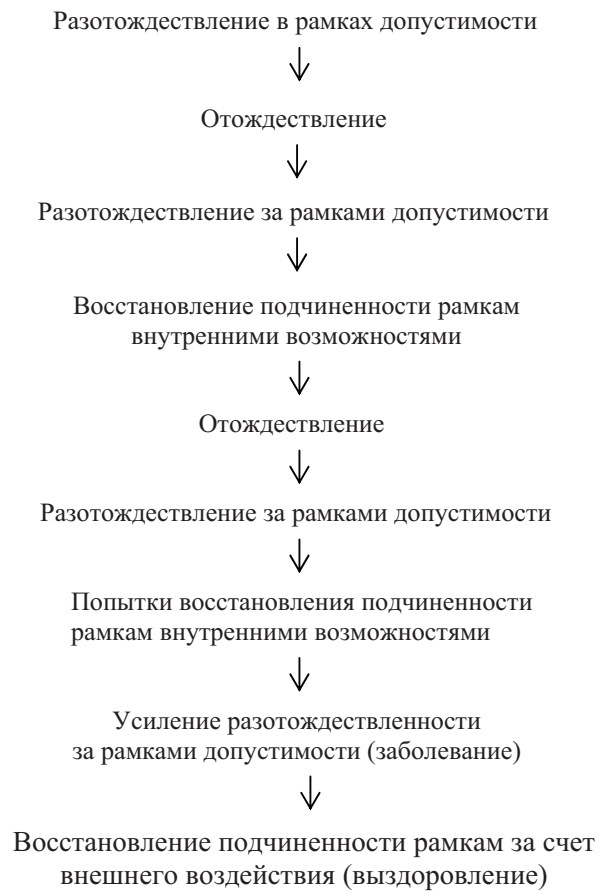 Разотождествление в рамках допустимости
Отождествление
Разотождествление за рамками допустимости
Восстановление подчиненности рамкам
внутренними возможностями
Отождествление
Разотождествление за рамками допустимости
Попытки восстановления подчиненности
рамкам внутренними возможностями
Усиление разотождествленности
за рамками допустимости (заболевание)
Восстановление подчиненности рамкам за счет
внешнего воздействия (выздоровление)